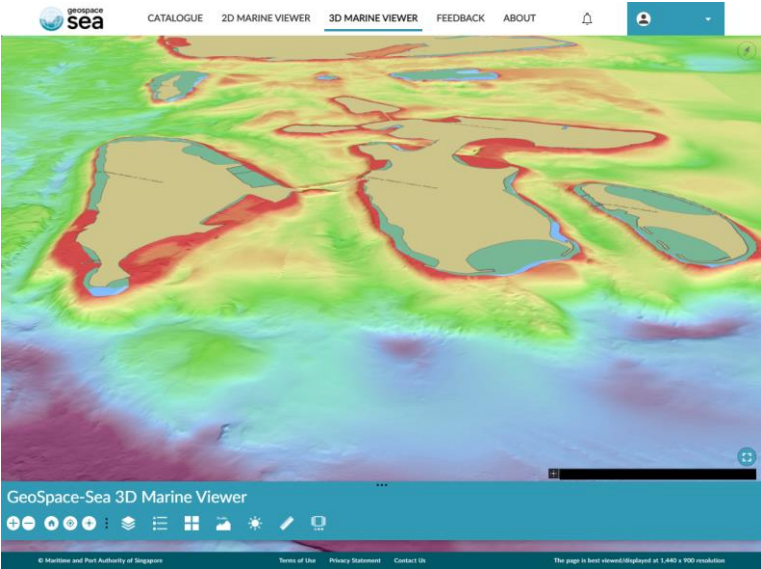 geospace
sea
CATALOGUE
2D MARINE VIEWER
3D MARINE VIEWER
FEEDBACK
ABOUT
GeoSpace-Sea 3D Marine Viewer
© Maritime and Port Authority of Singapore
Terms of Use
Privacy Statement
Contact Us
The page is best viewed/displayed at 1,440 x 900 resolution